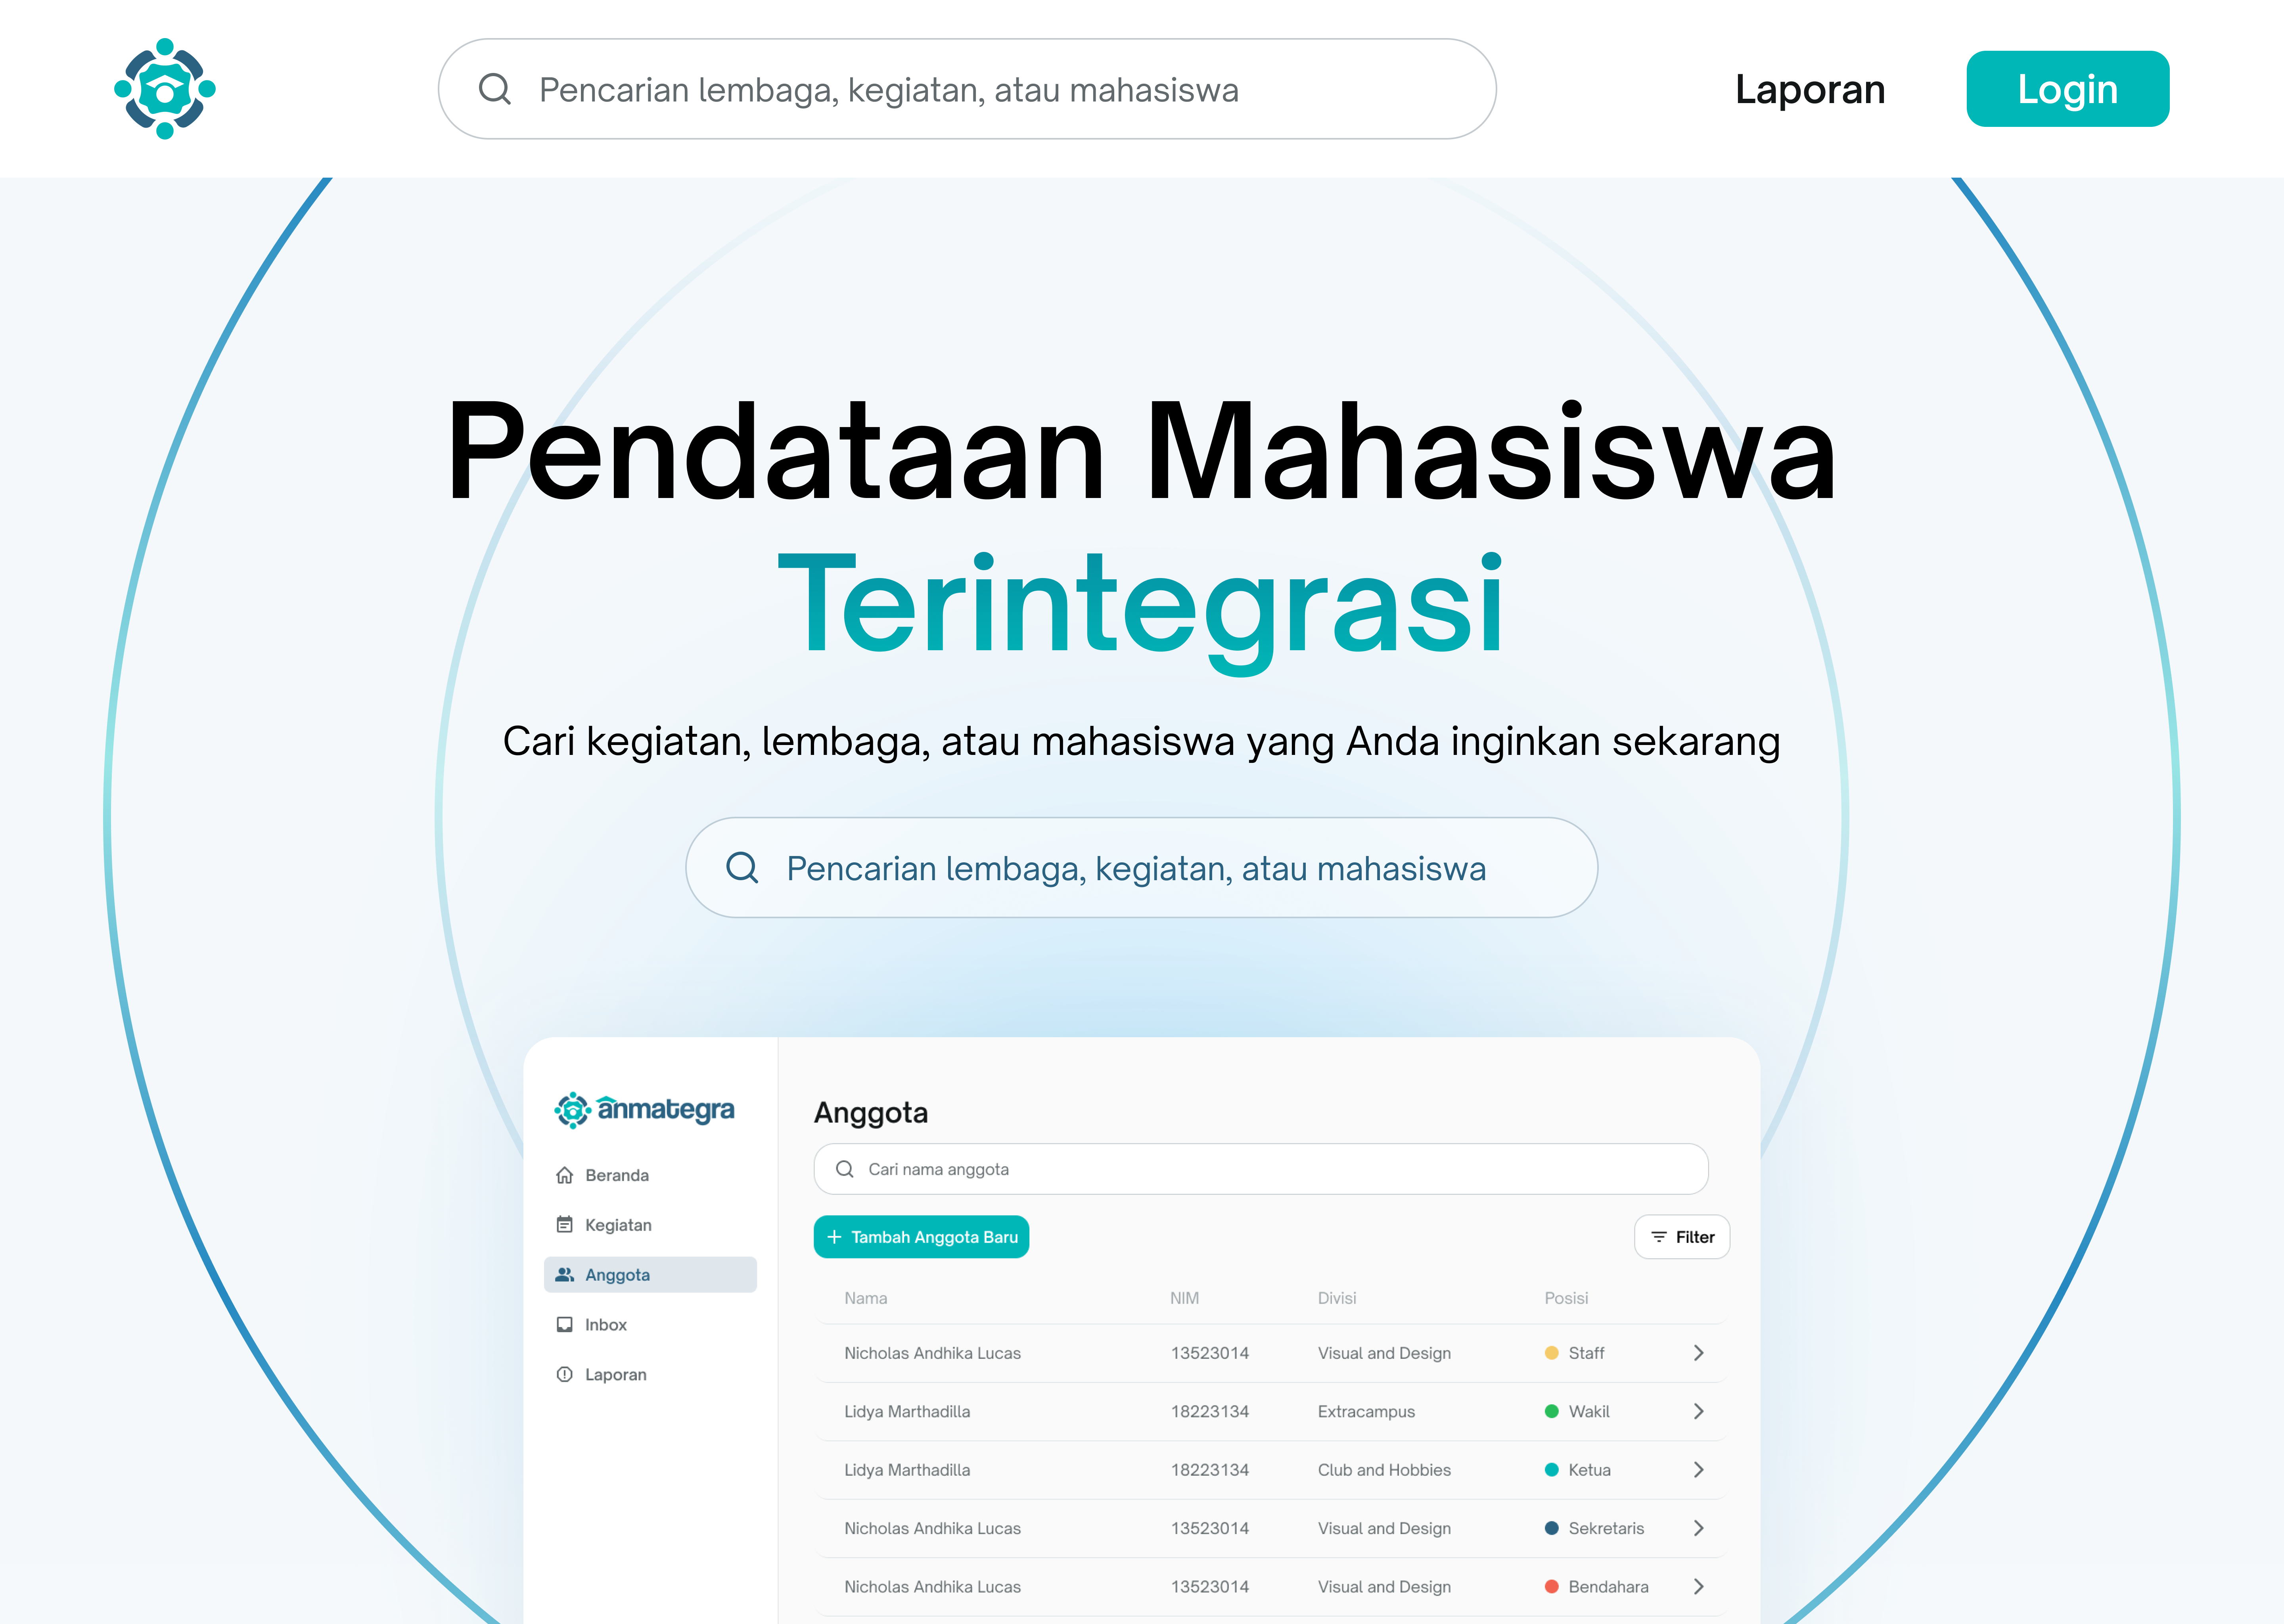 Pencarian lembaga, kegiatan, atau mahasiswa
Laporan
Login
Pendataan Mahasiswa
Terintegrasi
Cari kegiatan, lembaga, atau mahasiswa yang Anda inginkan sekarang
Pencarian lembaga, kegiatan, atau mahasiswa
anmategra
Beranda
Kegiatan
Anggota
Inbox
Laporan
Anggota
Cari nama anggota
+ Tambah Anggota Baru
Filter
Nama NIM Divisi Posisi
Nicholas Andhika Lucas 13523014 Visual and Design Staff
Lidya Marthadilla 18223134 Extracampus Wakil
Lidya Marthadilla 18223134 Club and Hobbies Ketua
Nicholas Andhika Lucas 13523014 Visual and Design Sekretaris
Nicholas Andhika Lucas 13523014 Visual and Design Bendahara